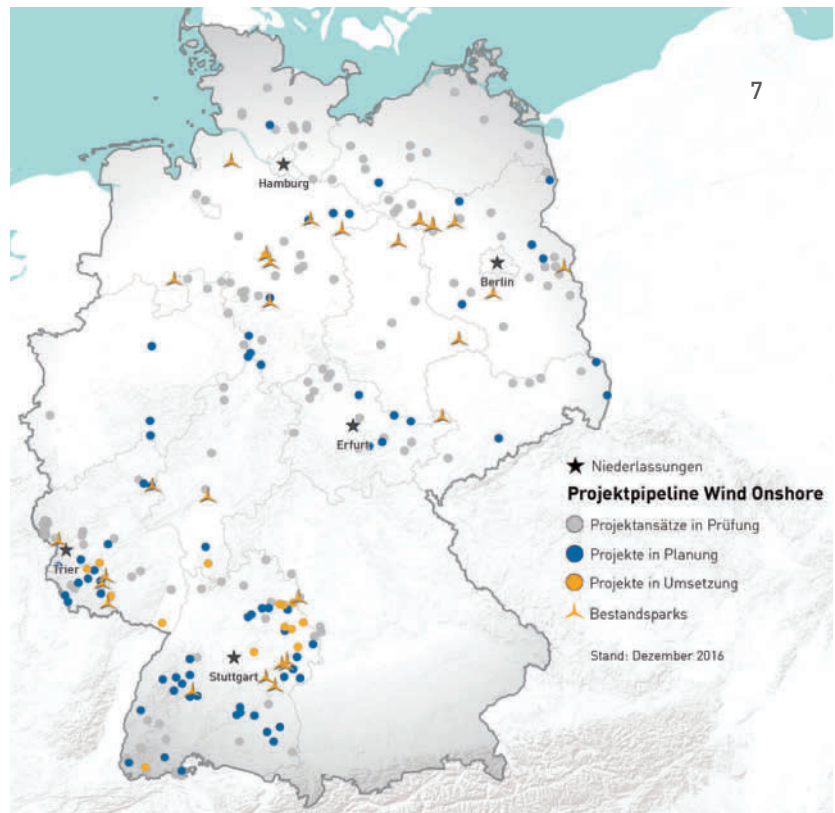 7
Hamburg
Berlin
Erfurt
Trier
Stuttgart
Niederlassungen
Projektpipeline Wind Onshore
Projektansätze in Prüfung
Projekte in Planung
Projekte in Umsetzung
Bestandsparks
Stand: Dezember 2016